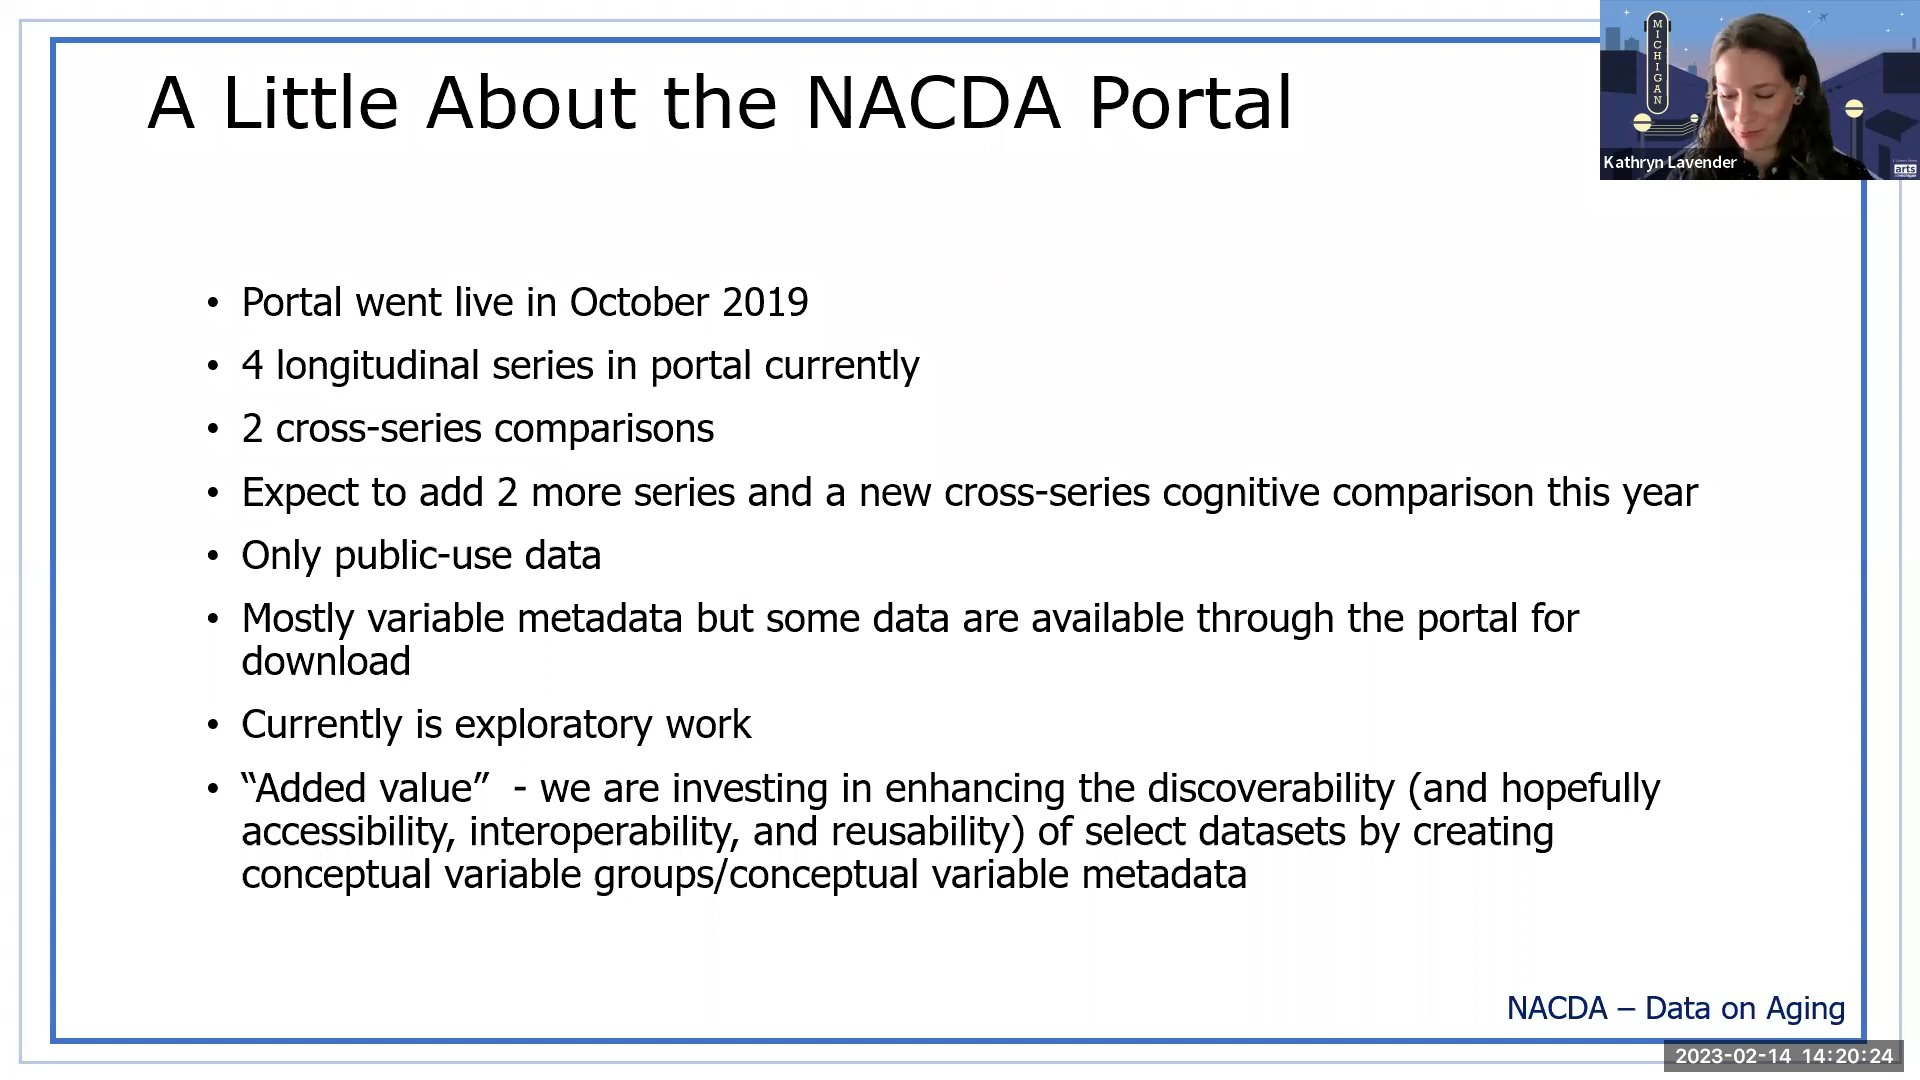 A Little About the NACDA Portal
MICHIGAN
Kathryn Lavender
arts
• Portal went live in October 2019
• 4 longitudinal series in portal currently
• 2 cross-series comparisons
• Expect to add 2 more series and a new cross-series cognitive comparison this year
• Only public-use data
• Mostly variable metadata but some data are available through the portal for
download
• Currently is exploratory work
• “Added value” - we are investing in enhancing the discoverability (and hopefully
accessibility, interoperability, and reusability) of select datasets by creating
conceptual variable groups/conceptual variable metadata
NACDA – Data on Aging
2023-02-14 14:20:24